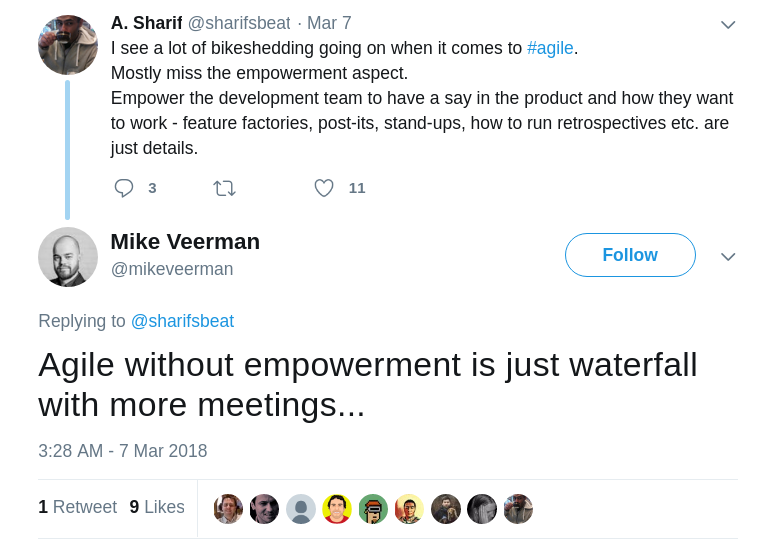 A. Sharif @sharifsbeat · Mar 7
I see a lot of bikeshedding going on when it comes to #agile.
Mostly miss the empowerment aspect.
Empower the development team to have a say in the product and how they want
to work - feature factories, post-its, stand-ups, how to run retrospectives etc. are
just details.
3 11
Mike Veerman
@mikeveerman
Follow
Replying to @sharifsbeat
Agile without empowerment is just waterfall
with more meetings...
3:28 AM - 7 Mar 2018
1 Retweet 9 Likes